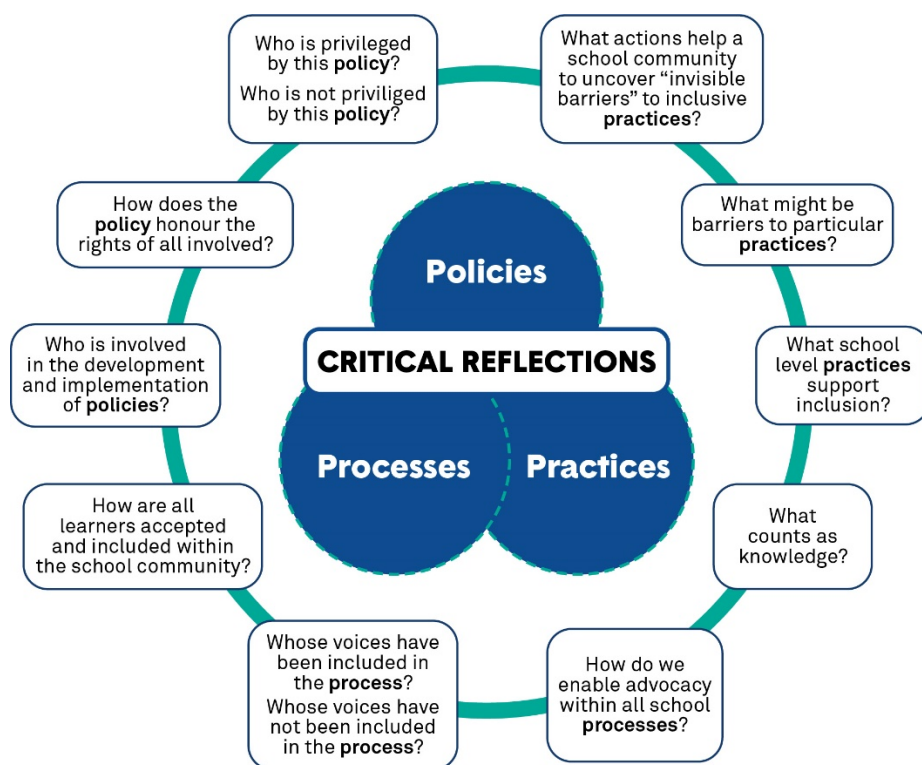 Who is privileged
by this policy?
Who is not priviliged
by this policy?
What actions help a
school community
to uncover “invisible
barriers” to inclusive
practices?
How does the
policy honour the
rights of all involved?
What might be
barriers to particular
practices?
Policies
CRITICAL REFLECTIONS
Processes
Practices
Who is involved
in the development
and implementation
of policies?
What school
level practices
support
inclusion?
How are all
learners accepted
and included within
the school community?
What
counts as
knowledge?
Whose voices have
been included in
the process?
Whose voices have
not been included
in the process?
How do we
enable advocacy
within all school
processes?